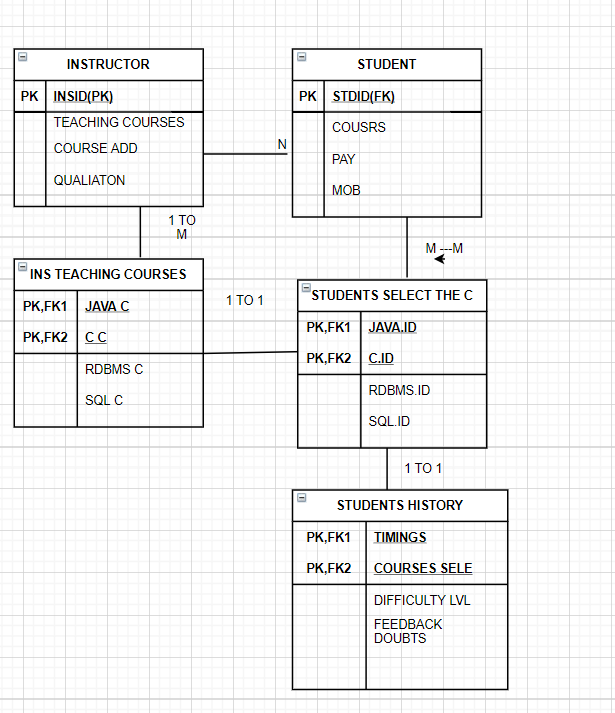 INSTRUCTOR
PK INSID(PK)
TEACHING COURSES
COURSE ADD
QUALIATON
STUDENT
PK STDID(FK)
COUSRS
PAY
MOB
N
1 TO
M
M ---M
INS TEACHING COURSES
PK,FK1 JAVA C
PK,FK2 C C
RDBMS C
SQL C
1 TO 1
STUDENTS SELECT THE C
PK,FK1 JAVA.ID
PK,FK2 C.ID
RDBMS.ID
SQL.ID
1 TO 1
STUDENTS HISTORY
PK,FK1 TIMINGS
PK,FK2 COURSES SELE
DIFFICULTY LVL
FEEDBACK
DOUBTS